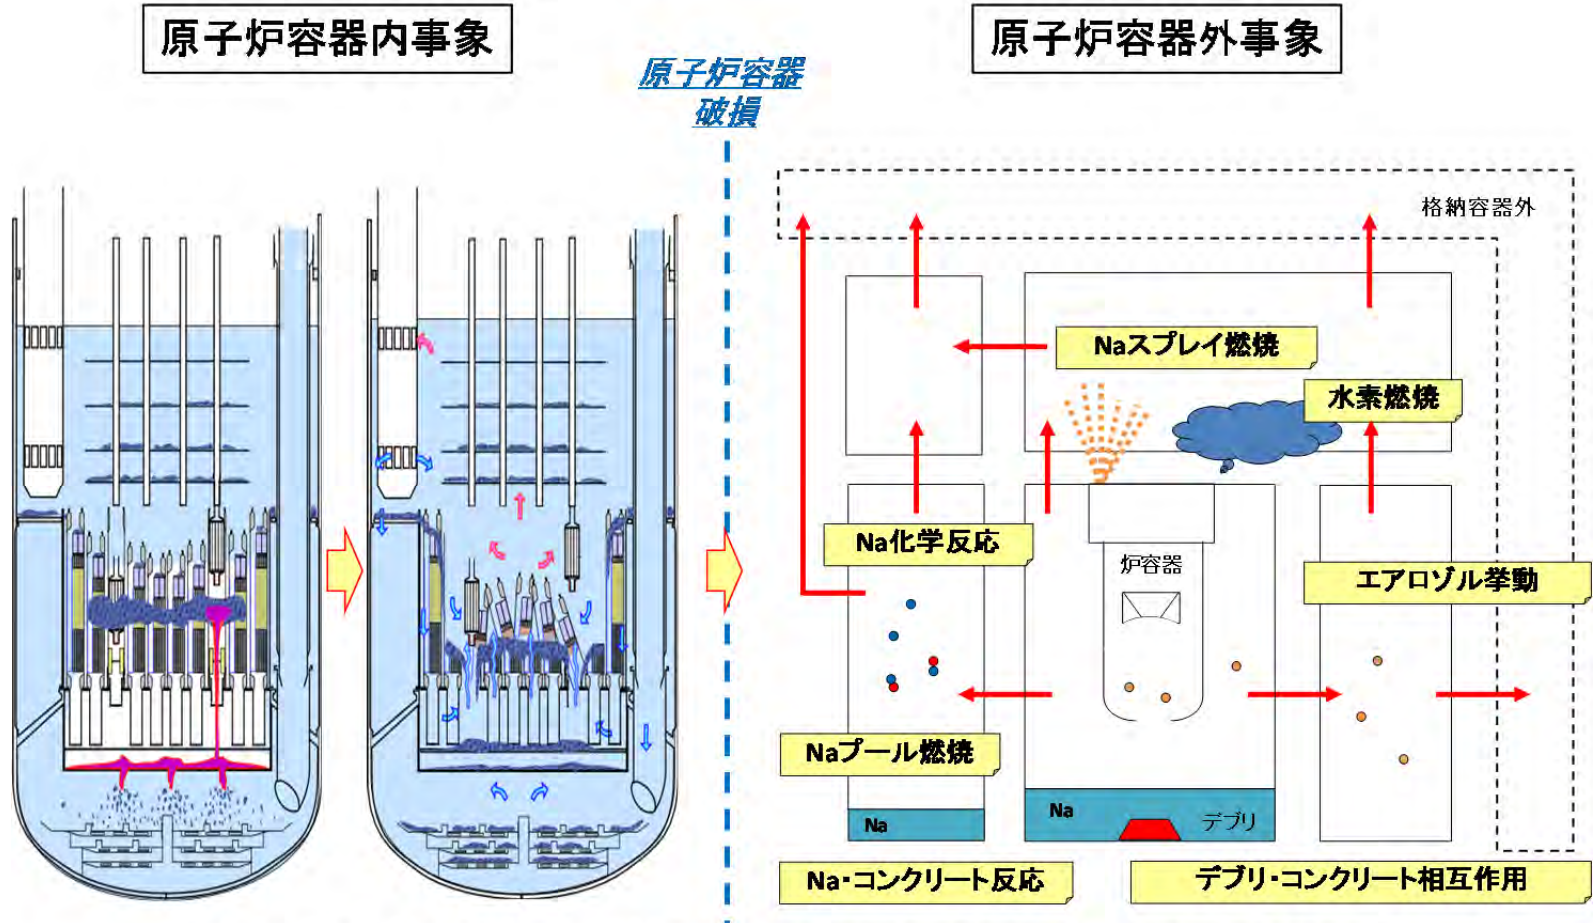 原子炉容器内事象
原子炉容器
破損
原子炉容器外事象
格納容器外
Naスプレイ燃焼
水素燃焼
Na化学反応
炉容器
エアロゾル挙動
Naプール燃焼
Na
Na
デブリ
Na・コンクリート反応
デブリ・コンクリート相互作用